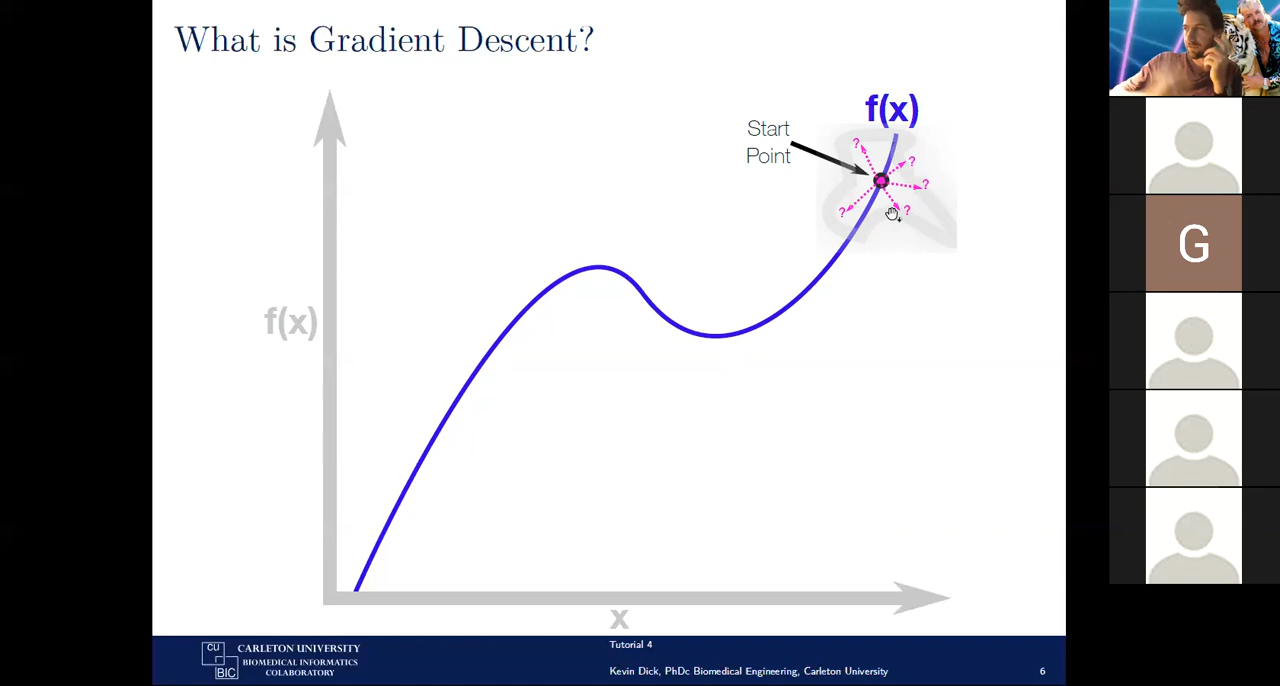 What is Gradient Descent?
f(x)
Start
Point
?
?
?
?
?
G
f(x)
x
CU
BIC
CARLETON UNIVERSITY
BIOMEDICAL INFORMATICS
COLABORATORY
Tutorial 4
Kevin Dick, PhDc Biomedical Engineering, Carleton University
6